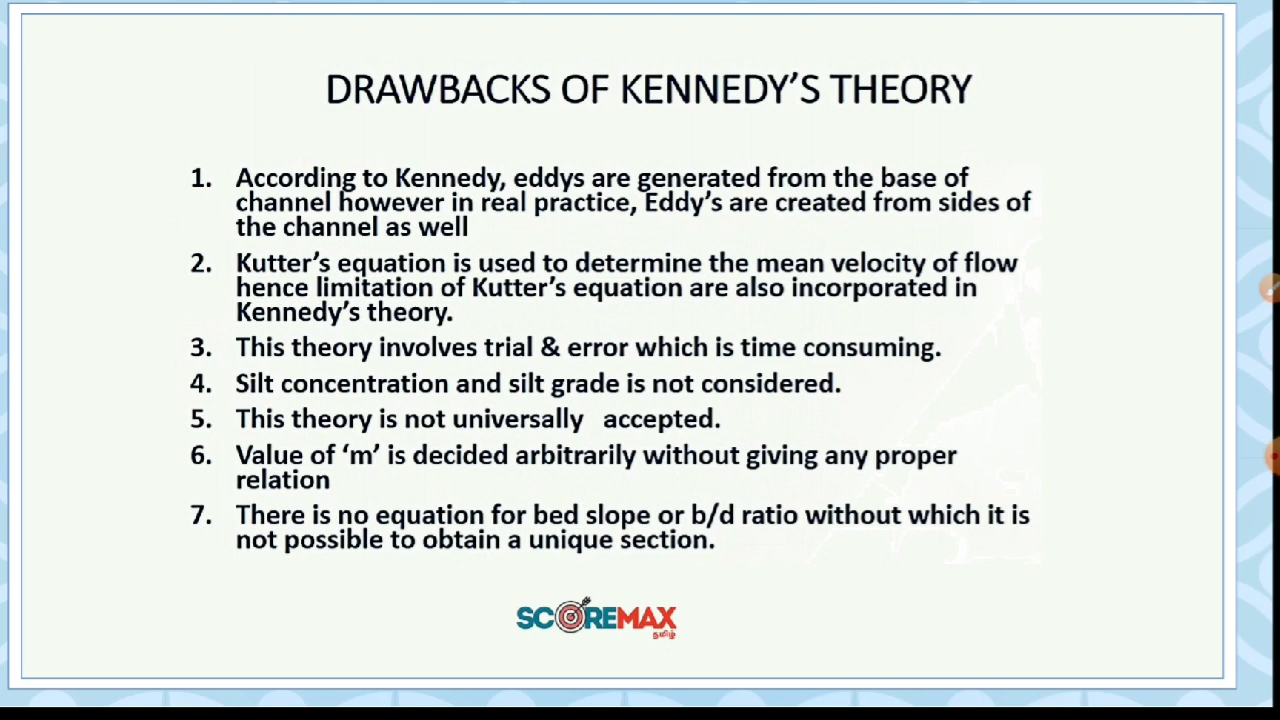 DRAWBACKS OF KENNEDY'S THEORY
1. According to Kennedy, eddys are generated from the base of
channel however in real practice, Eddy's are created from sides of
the channel as well
2. Kutter's equation is used to determine the mean velocity of flow
hence limitation of Kutter's equation are also incorporated in
Kennedy's theory.
3. This theory involves trial & error which is time consuming.
4. Silt concentration and silt grade is not considered.
5. This theory is not universally accepted.
6. Value of 'm' is decided arbitrarily without giving any proper
relation
7. There is no equation for bed slope or b/d ratio without which it is
not possible to obtain a unique section.
SCOREMAX
தமிழ்